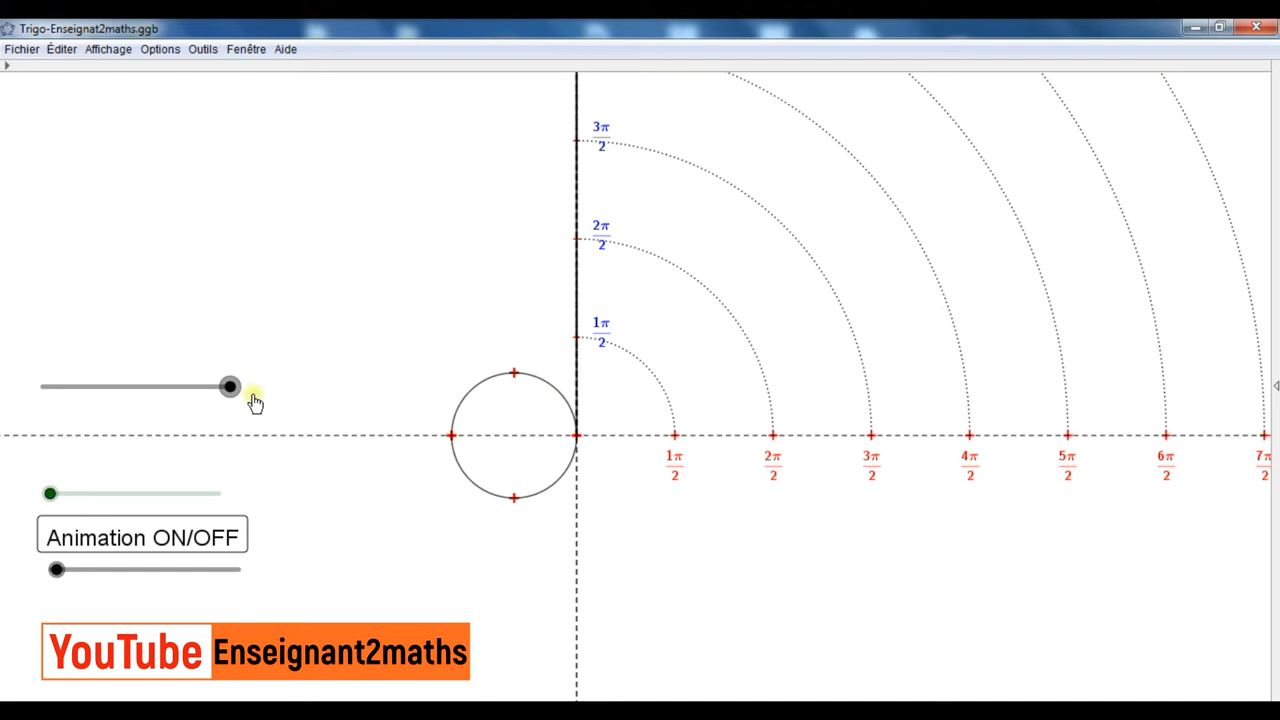 Trigo-Enseignat2maths.ggb
Fichier Éditer Affichage Options Outils Fenêtre Aide
3π
2
2π
2
1π
2
1π 2π 3π 4π 5π 6π 7π
2 2 2 2 2 2 2
Animation ON/OFF
YouTube Enseignant2maths